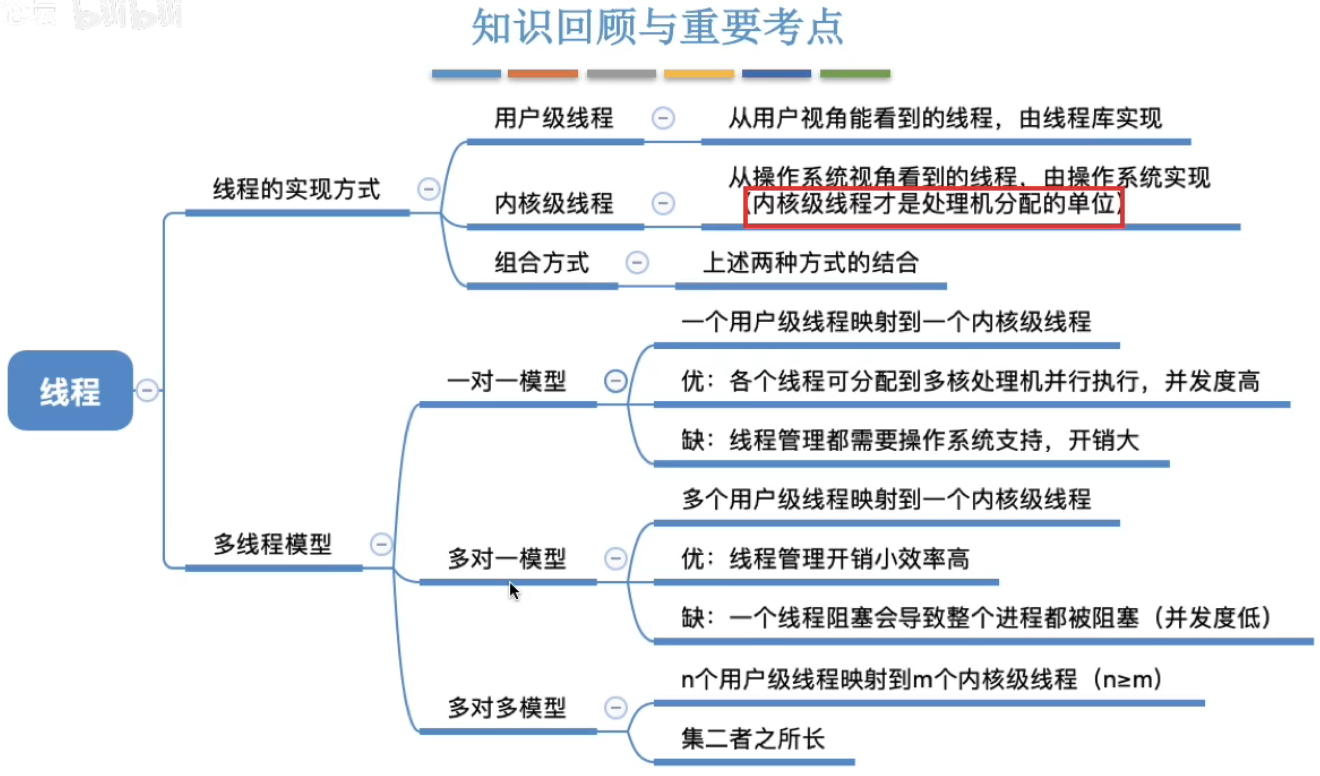 bilibili
知识回顾与重要考点
线程
线程的实现方式
用户级线程
从用户视角能看到的线程，由线程库实现
内核级线程
从操作系统视角看到的线程，由操作系统实现
（内核级线程才是处理机分配的单位）
组合方式
上述两种方式的结合
多线程模型
一对一模型
一个用户级线程映射到一个内核级线程
优：各个线程可分配到多核处理机并行执行，并发度高
缺：线程管理都需要操作系统支持，开销大
多对一模型
多个用户级线程映射到一个内核级线程
优：线程管理开销小效率高
缺：一个线程阻塞会导致整个进程都被阻塞（并发度低）
多对多模型
n个用户级线程映射到m个内核级线程（n≥m）
集二者之所长